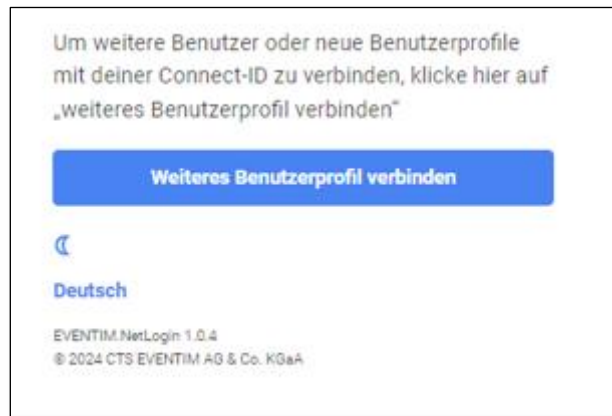 Um weitere Benutzer oder neue Benutzerprofile
mit deiner Connect-ID zu verbinden, klicke hier auf
„weiteres Benutzerprofil verbinden“
Weiteres Benutzerprofil verbinden
Deutsch
EVENTIM.NetLogin 1.0.4
© 2024 CTS EVENTIM AG & Co. KGaA